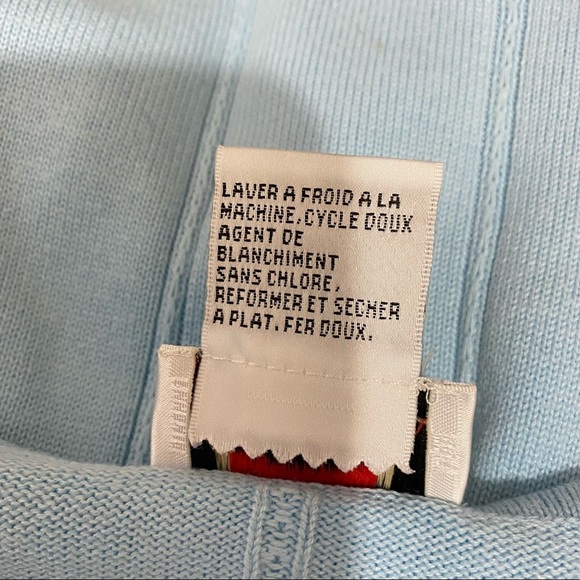 LAVER A FROID A LA
MACHINE, CYCLE DOUX
AGENT DE
BLANCHIMENT
SANS CHLORE,
REFORMER ET SECHER
A PLAT. FER DOUX.